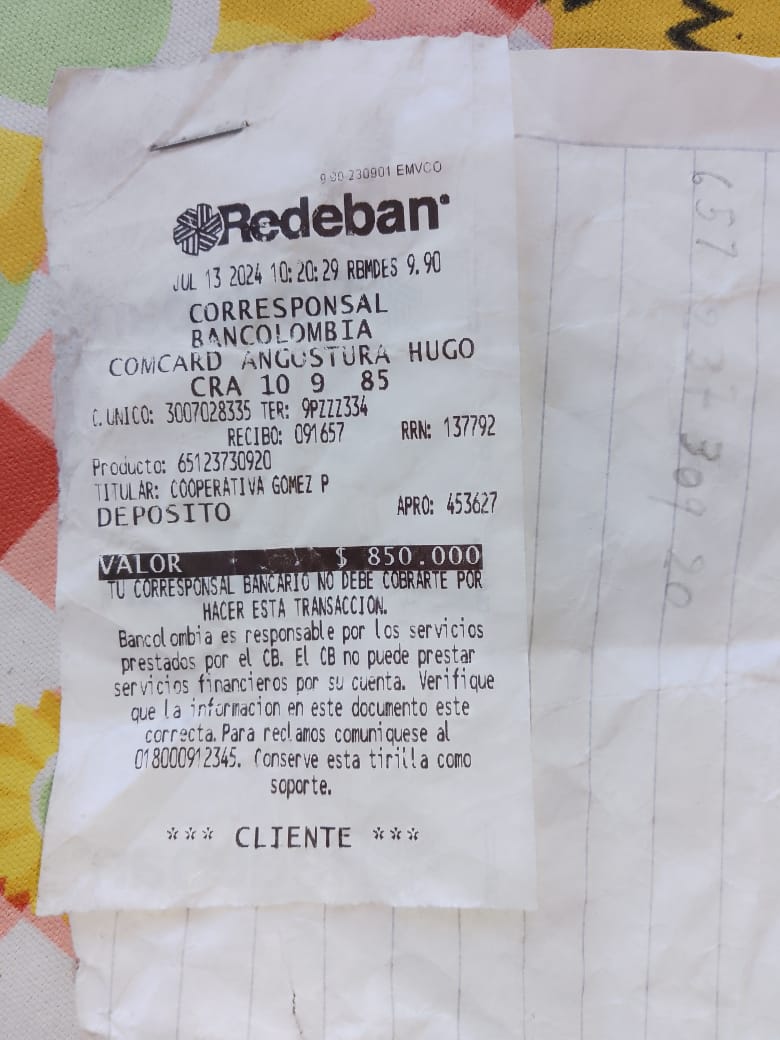 9-90-230901 EMVCO
Redeban
JUL 13 2024 10:20:29 RBMDES 9.90
CORRESPONSAL
BANCOLOMBIA
COMCARD ANGOSTURA HUGO
CRA 10 9 85
C.UNICO: 3007028335 TER: 9PZZZ334
RECIBO: 091657 RRN: 137792
Producto: 65123730920
TITULAR: COOPERATIVA GOMEZ P
DEPOSITO APRO: 453627
VALOR $ 850.000
TU CORRESPONSAL BANCARIO NO DEBE COBRARTE POR
HACER ESTA TRANSACCION.
Bancolombia es responsable por los servicios
prestados por el CB. El CB no puede prestar
servicios financieros por su cuenta. Verifique
que la informacion en este documento este
correcta. Para reclamos comuniquese al
018000912345. Conserve esta tirilla como
soporte.
*** CLIENTE ***